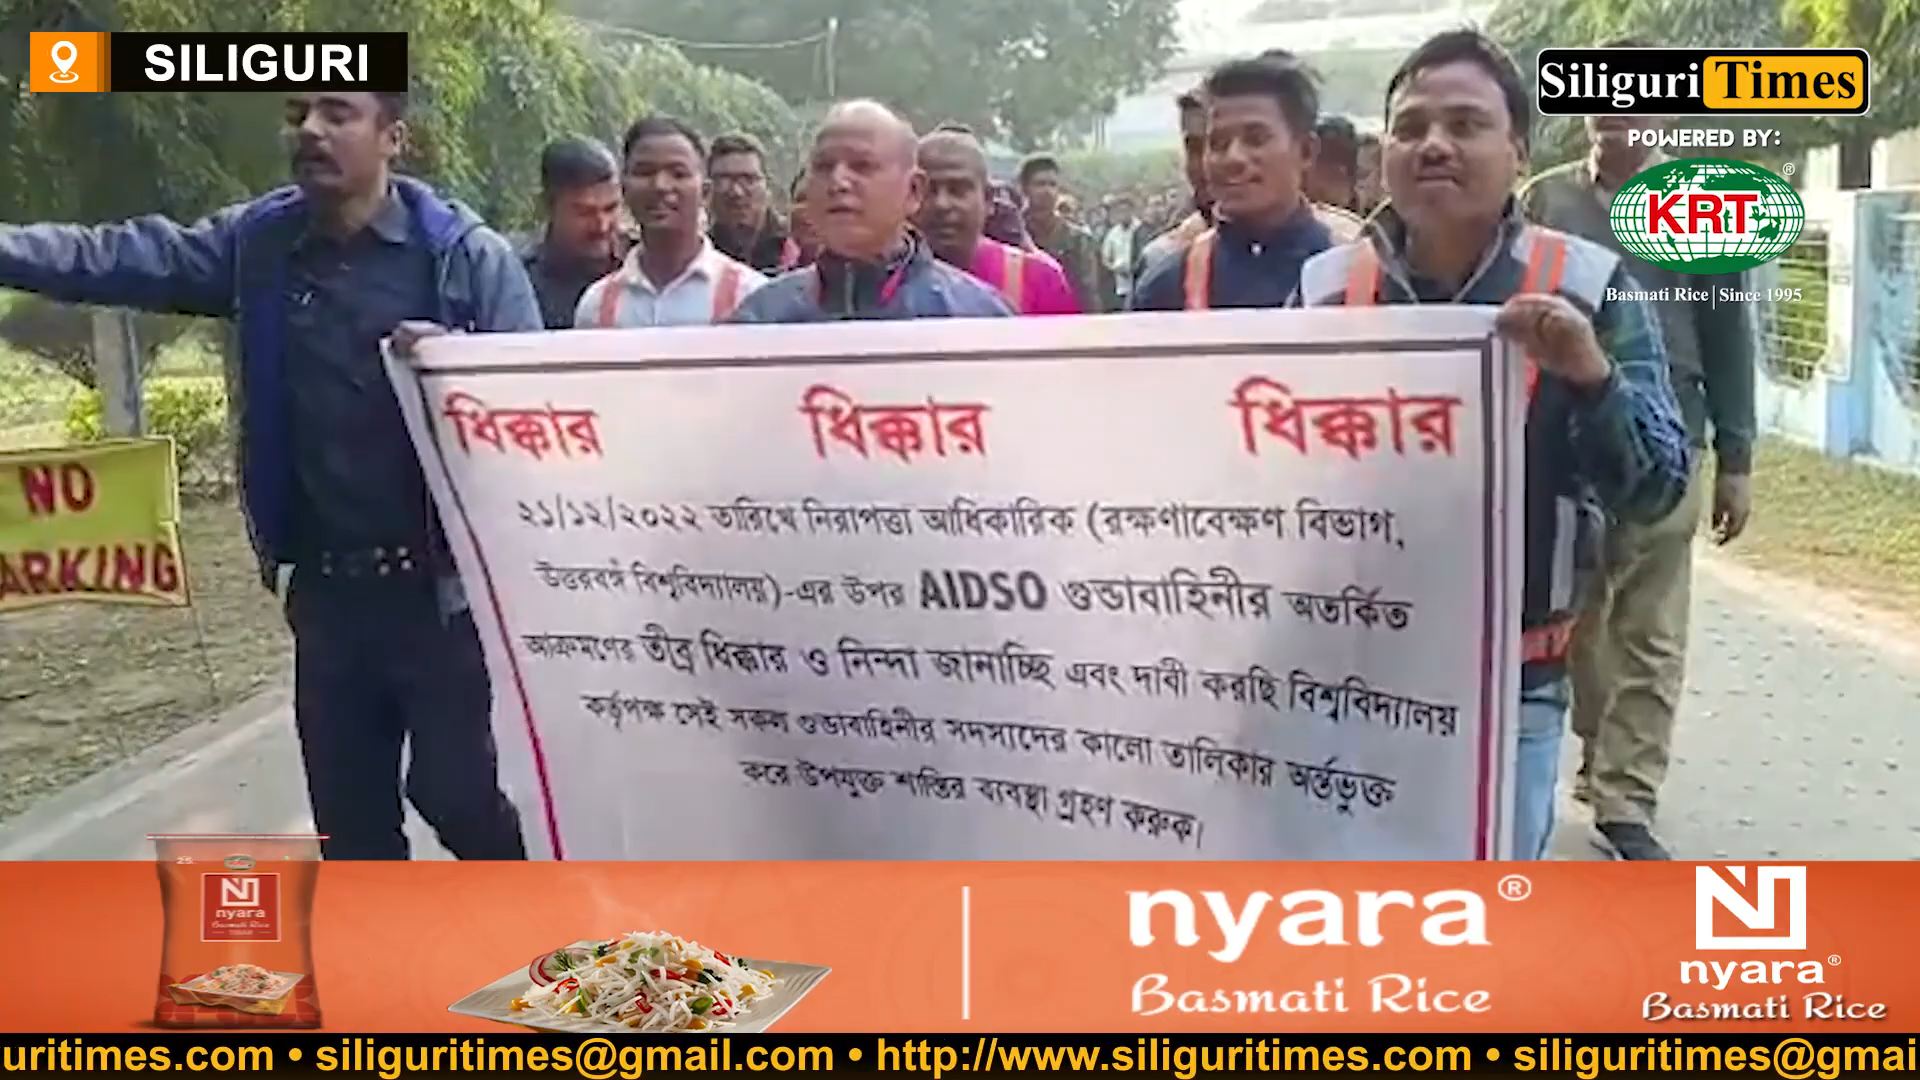 SILIGURI
Siliguri Times
POWERED BY:
KRT®
Basmati Rice | Since 1995
NO
ARKING
ধিক্কার ধিক্কার ধিক্কার
২১/১২/২০২২ তারিখে নিরাপত্তা আধিকারিক (রক্ষণাবেক্ষণ বিভাগ,
উত্তরবঙ্গ বিশ্ববিদ্যালয়)-এর উপর AIDSO গুন্ডাবাহিনীর অতর্কিত
আক্রমণের তীব্র ধিক্কার ও নিন্দা জানাচ্ছি এবং দাবী করছি বিশ্ববিদ্যালয়
কর্তৃপক্ষ সেই সকল গুন্ডাবাহিনীর সদস্যদের কালো তালিকার অর্ন্তভুক্ত
করে উপযুক্ত শাস্তির ব্যবস্থা গ্রহণ করুক।
nyara
Basmati Rice
nyara®
Basmati Rice
nyara®
Basmati Rice
uritimes.com • siliguritimes@gmail.com • http://www.siliguritimes.com • siliguritimes@gmai